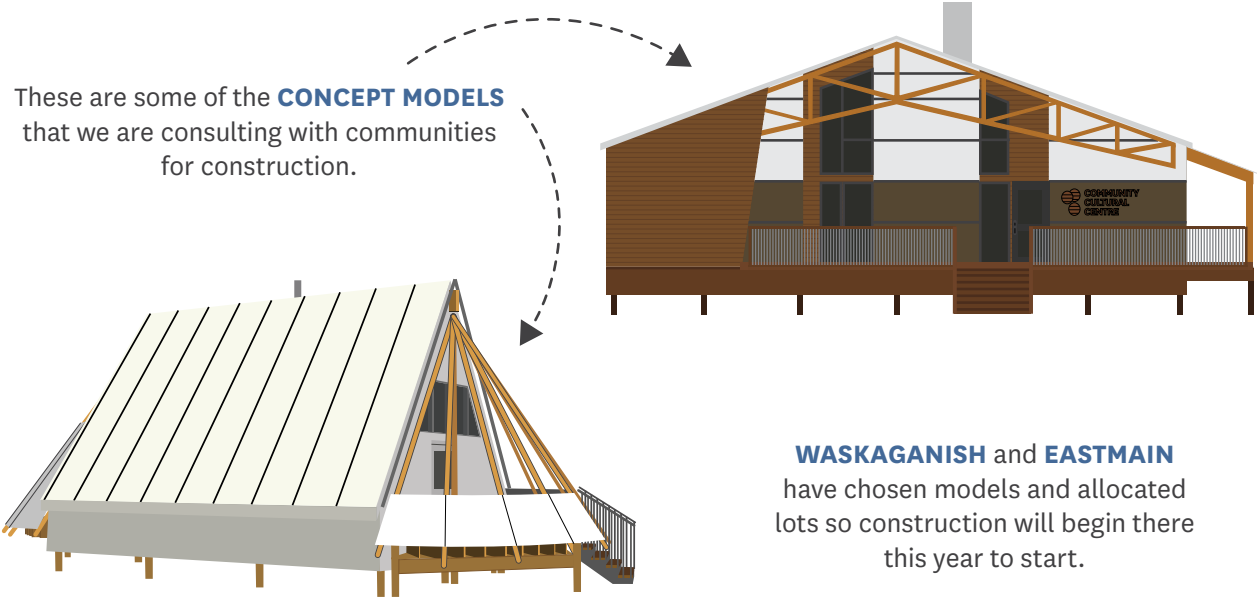 These are some of the CONCEPT MODELS
that we are consulting with communities
for construction.
COMMUNITY
CULTURAL
CENTRE
WASKAGANISH and EASTMAIN
have chosen models and allocated
lots so construction will begin there
this year to start.